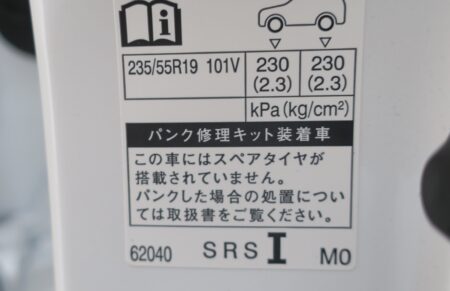 235/55R19 101V 230 (2.3) 230 (2.3)
kPa(kg/cm²)
パンク修理キット装着車
この車にはスペアタイヤが
搭載されていません。
パンクした場合の処置につい
ては取扱書をご覧ください。
62040 SRS I M0